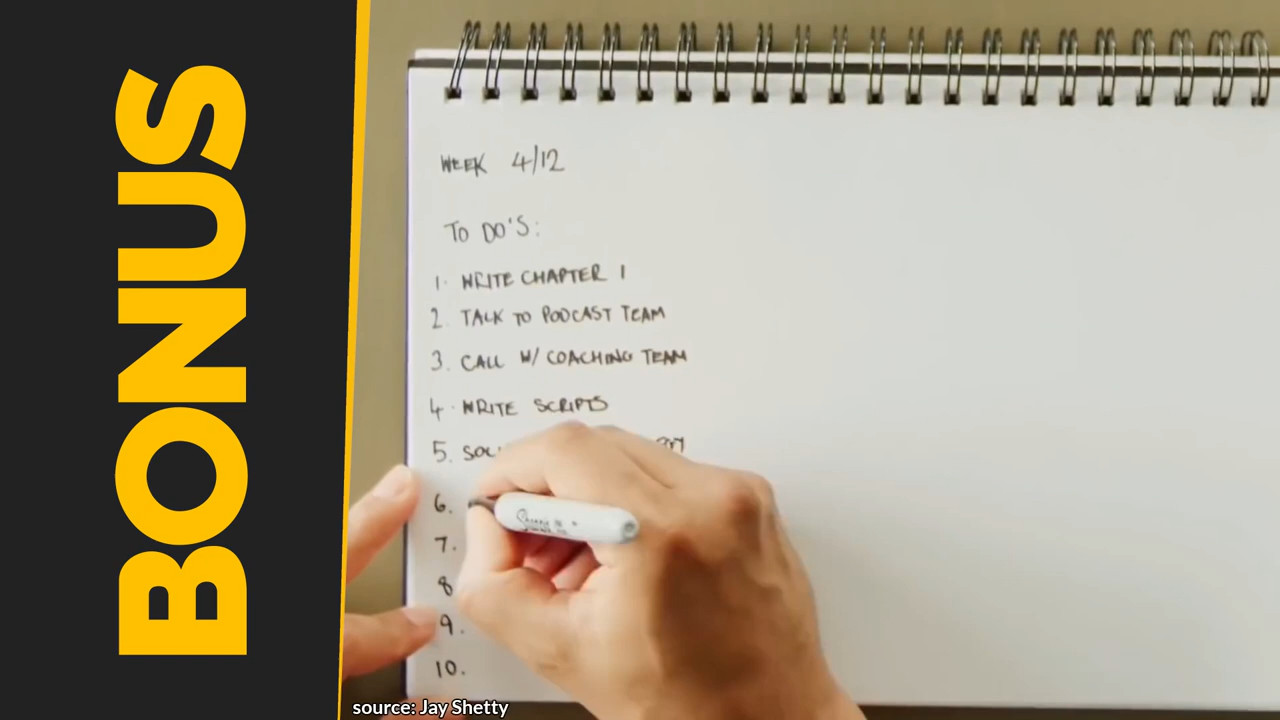 BONUS
WEEK 4/12
TO DO'S:
1. WRITE CHAPTER 1
2. TALK TO PODCAST TEAM
3. CALL W/ COACHING TEAM
4. WRITE SCRIPTS
5.
6.
7.
8
9.
10.
Sharpie
source: Jay Shetty